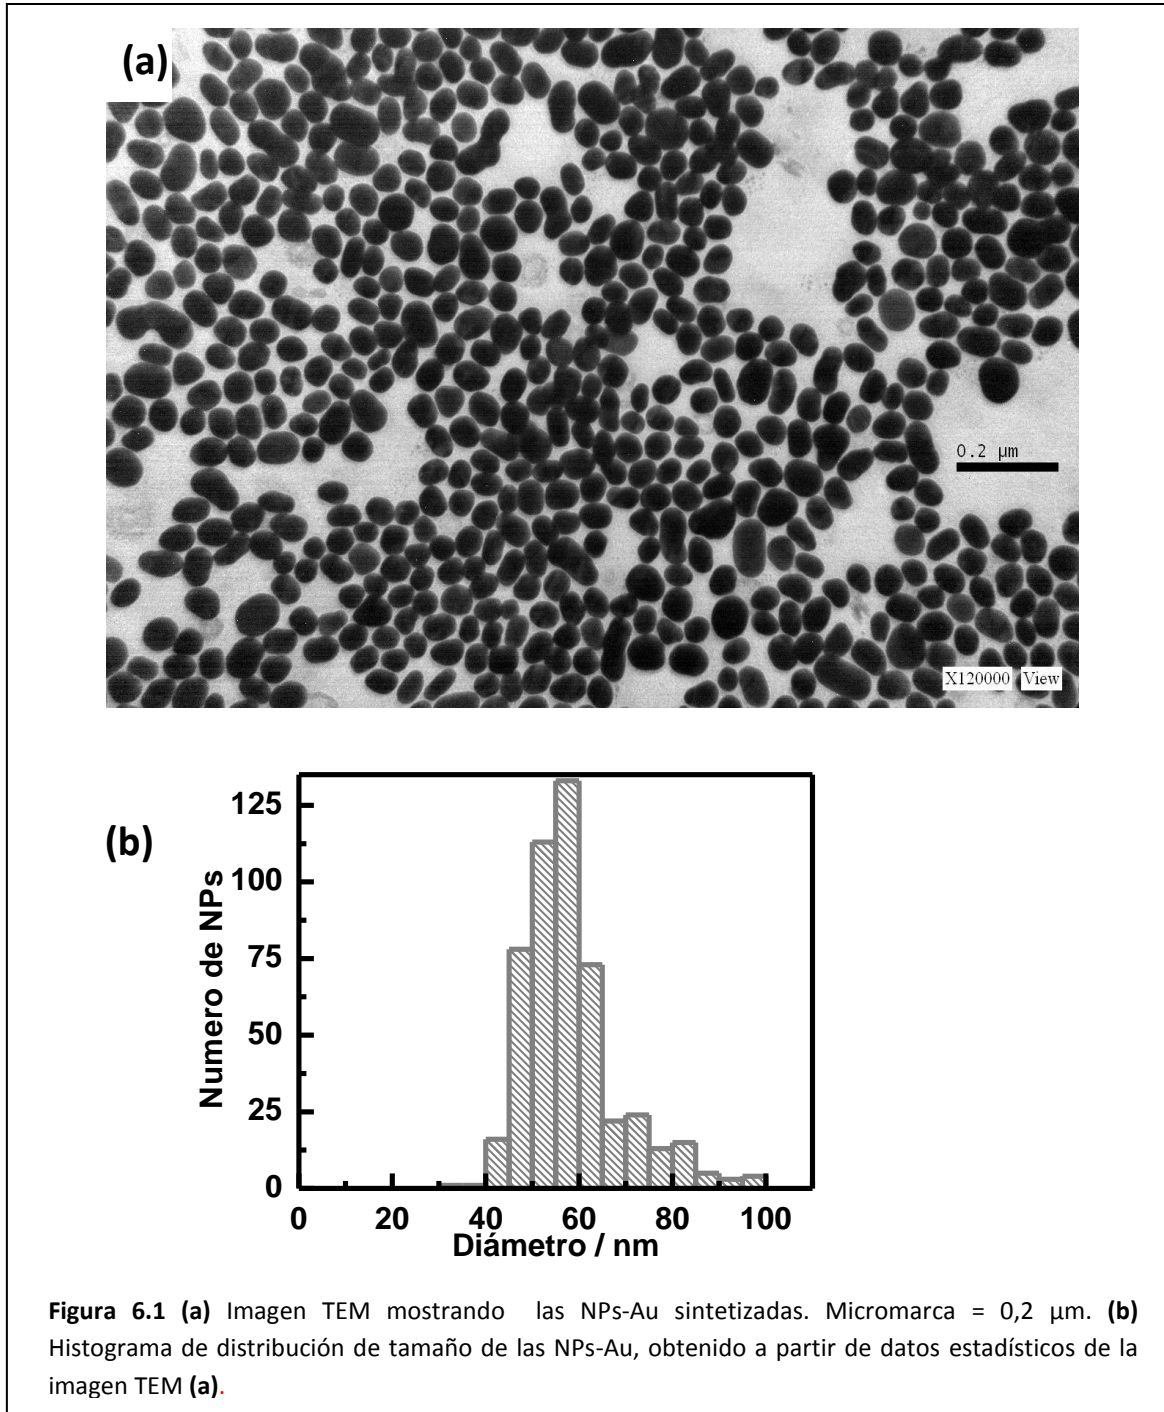 (a)
0.2 µm
X120000 View
(b)
Numero de NPs
125
100
75
50
25
0
0 20 40 60 80 100
Diámetro / nm
Figura 6.1 (a) Imagen TEM mostrando las NPs-Au sintetizadas. Micromarca = 0,2 µm. (b)
Histograma de distribución de tamaño de las NPs-Au, obtenido a partir de datos estadísticos de la
imagen TEM (a).